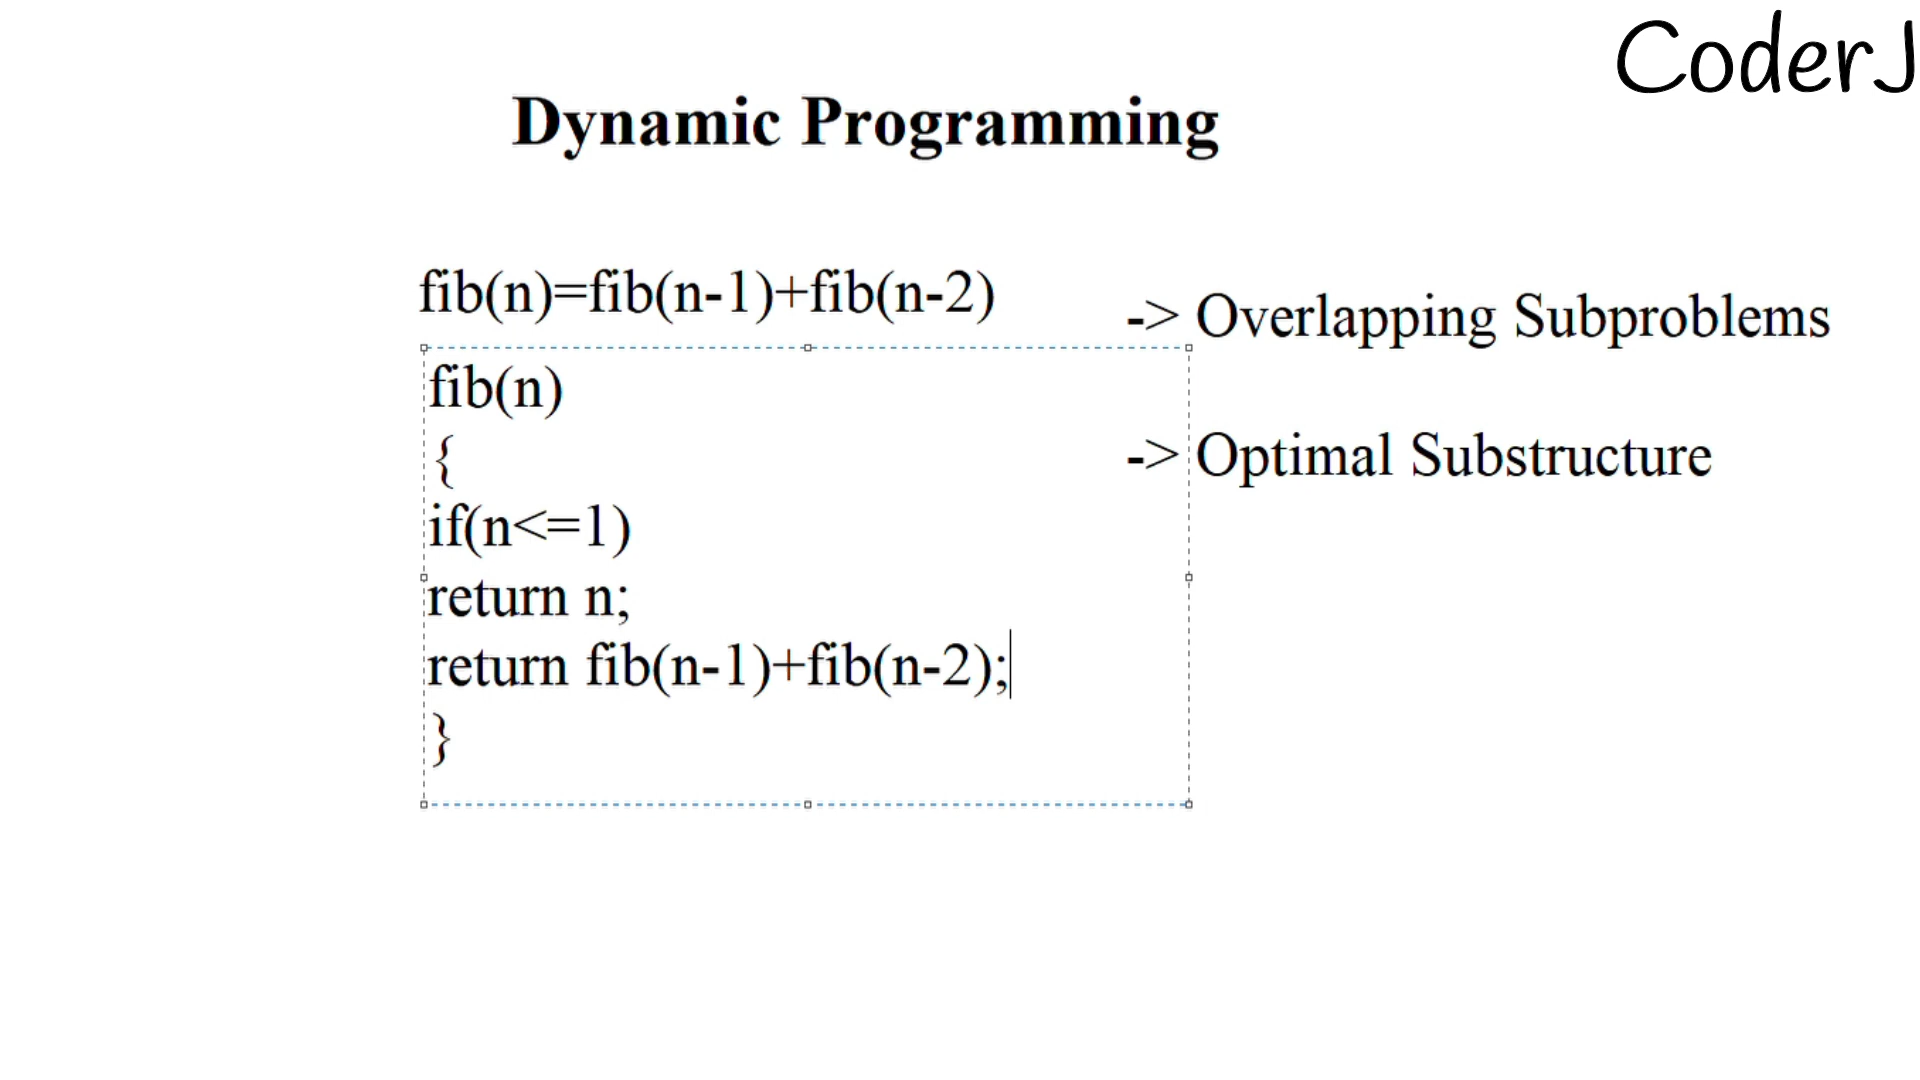 CoderJ
Dynamic Programming
fib(n)=fib(n-1)+fib(n-2)
-> Overlapping Subproblems
fib(n)
{
-> Optimal Substructure
if(n<=1)
return n;
return fib(n-1)+fib(n-2);
}